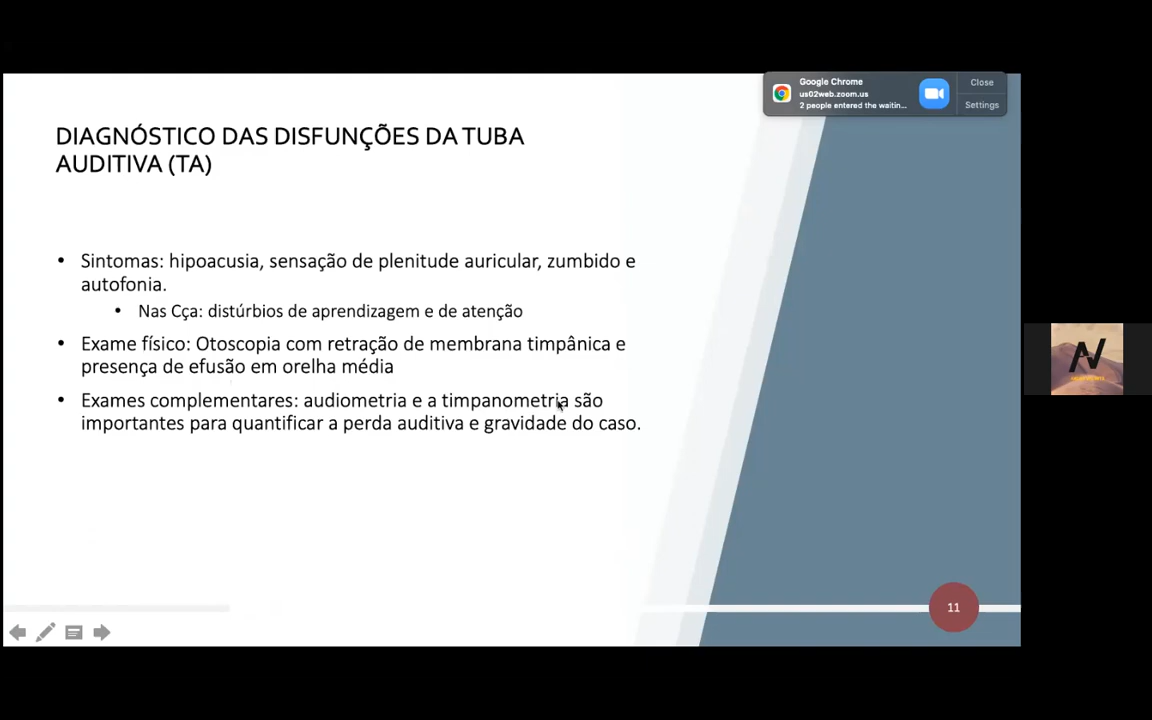 Google Chrome
Close
us02web.zoom.us
2 people entered the waitin...
Settings
DIAGNÓSTICO DAS DISFUNÇÕES DA TUBA
AUDITIVA (TA)
• Sintomas: hipoacusia, sensação de plenitude auricular, zumbido e
autofonia.
• Nas Cça: distúrbios de aprendizagem e de atenção
• Exame físico: Otoscopia com retração de membrana timpânica e
presença de efusão em orelha média
• Exames complementares: audiometria e a timpanometria são
importantes para quantificar a perda auditiva e gravidade do caso.
11